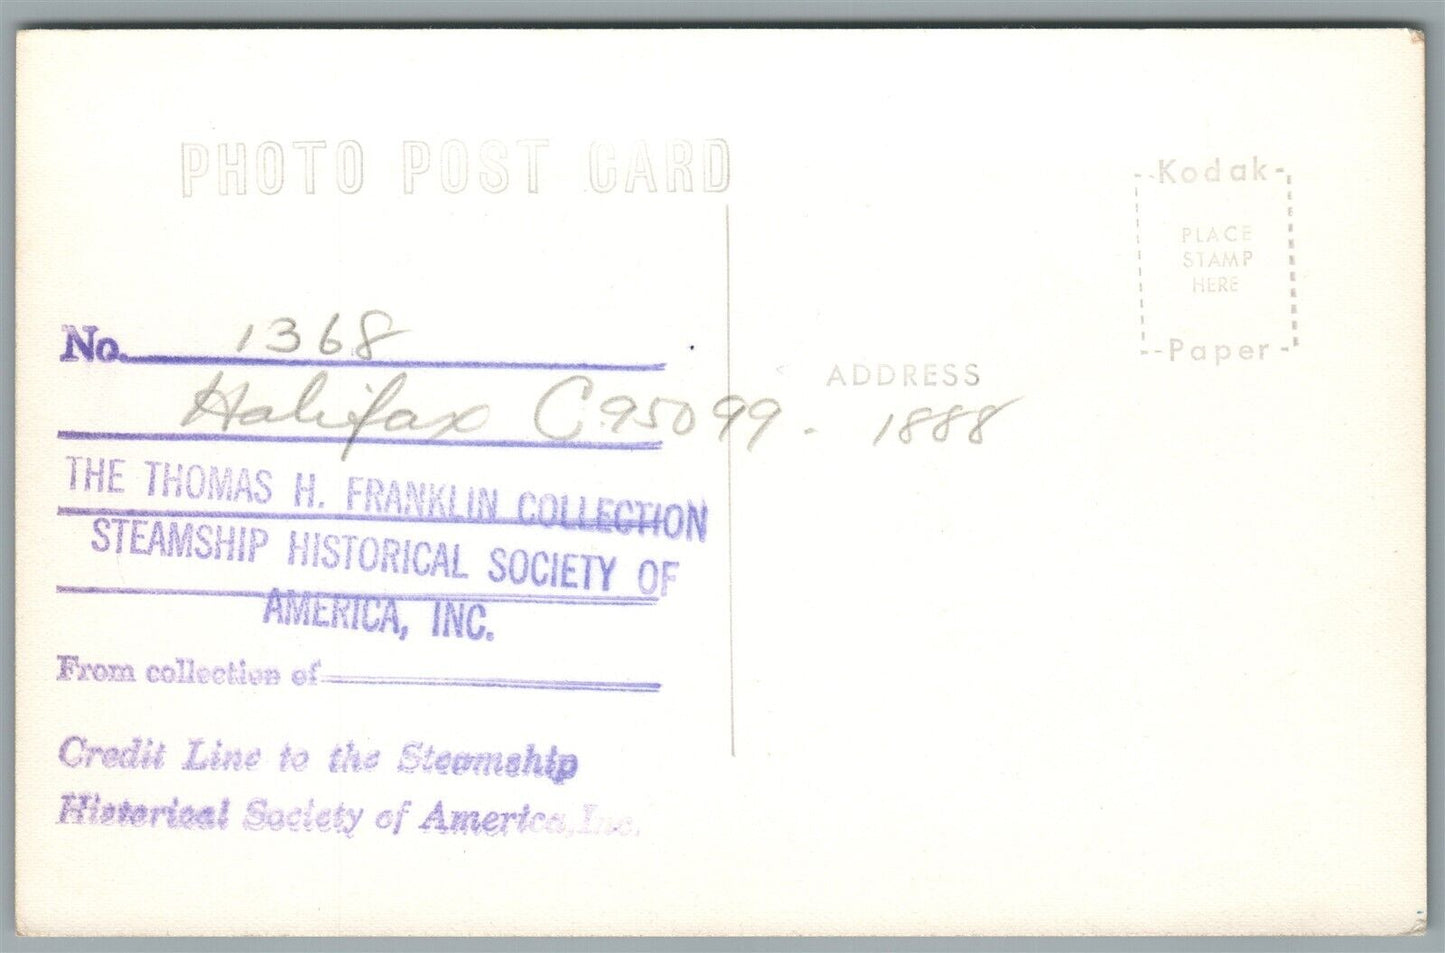 PHOTO POST CARD
--Kodak--
PLACE
STAMP
HERE
--Paper--
ADDRESS
No. 1368
Halifax C.95099 - 1888
THE THOMAS H. FRANKLIN COLLECTION
STEAMSHIP HISTORICAL SOCIETY OF
AMERICA, INC.
From collection of
Credit Line to the Steamship
Historical Society of America, Inc.